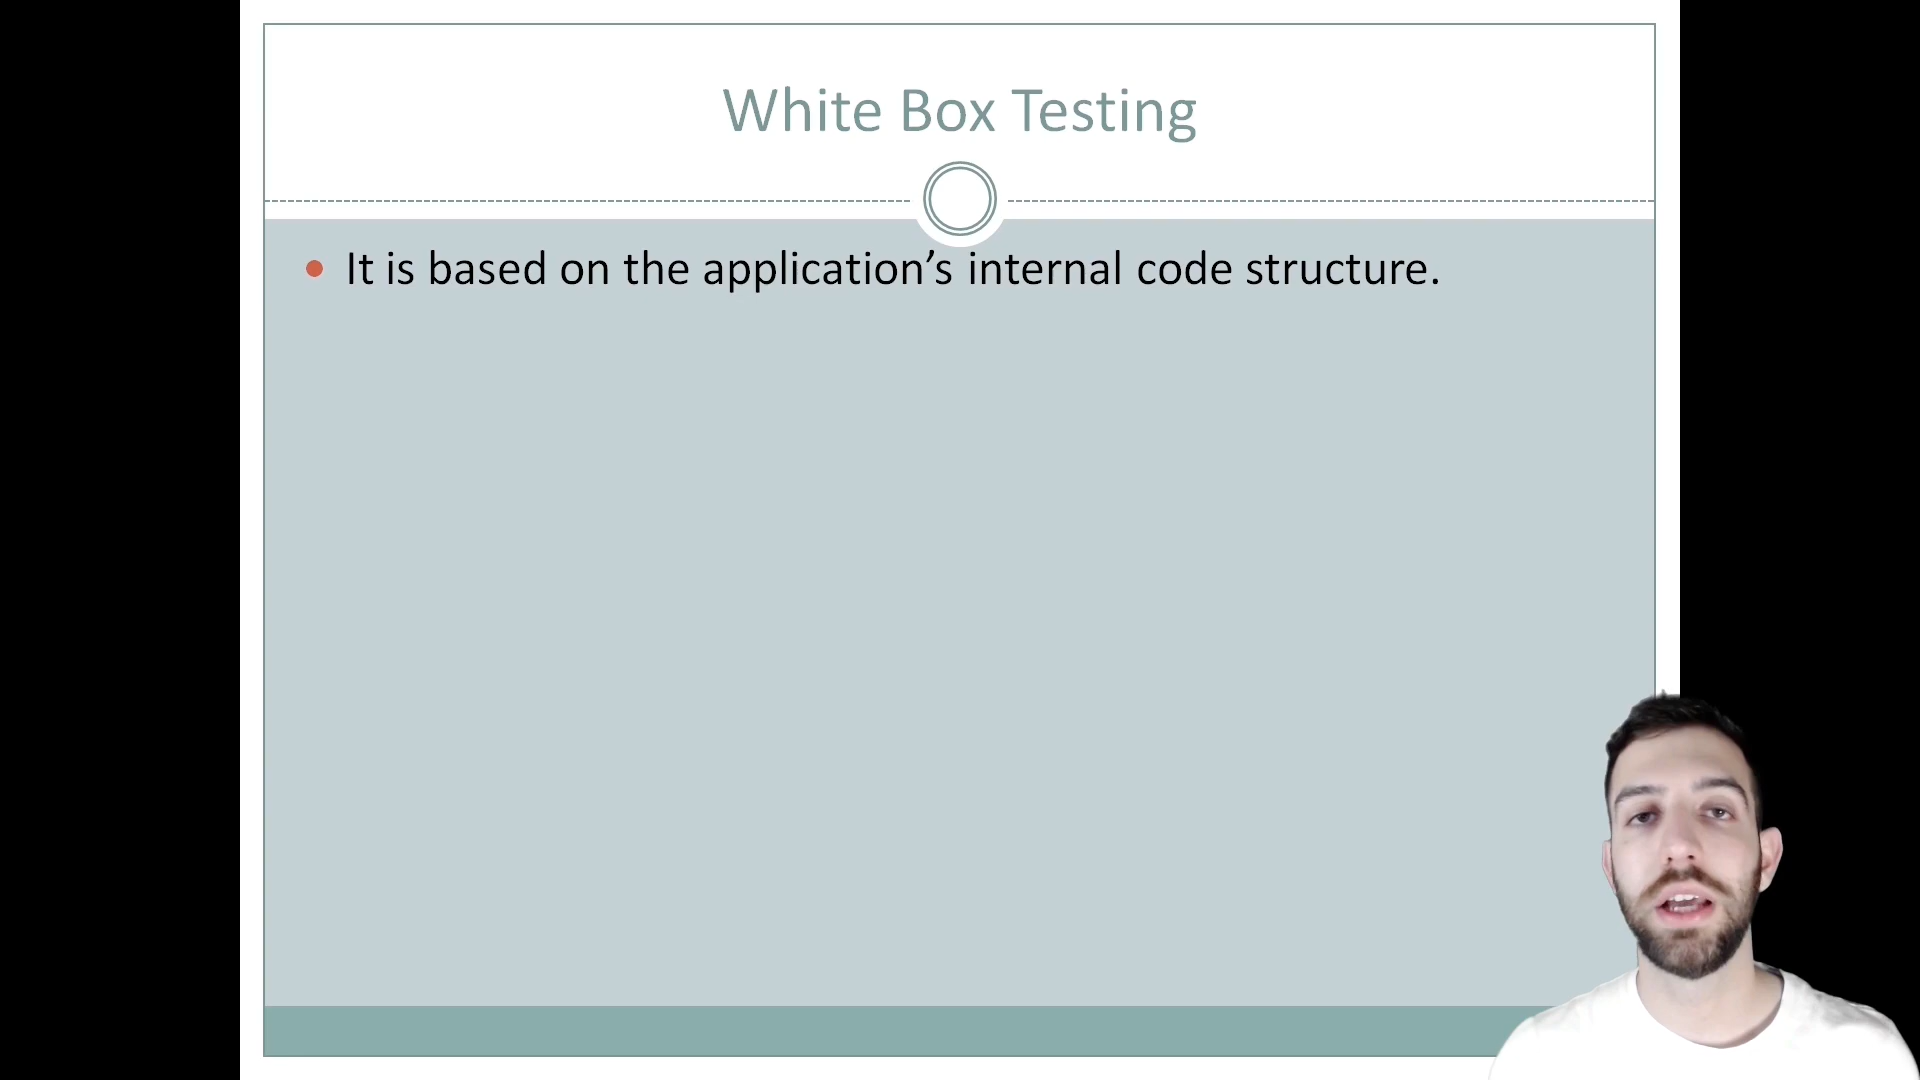 White Box Testing
It is based on the application’s internal code structure.